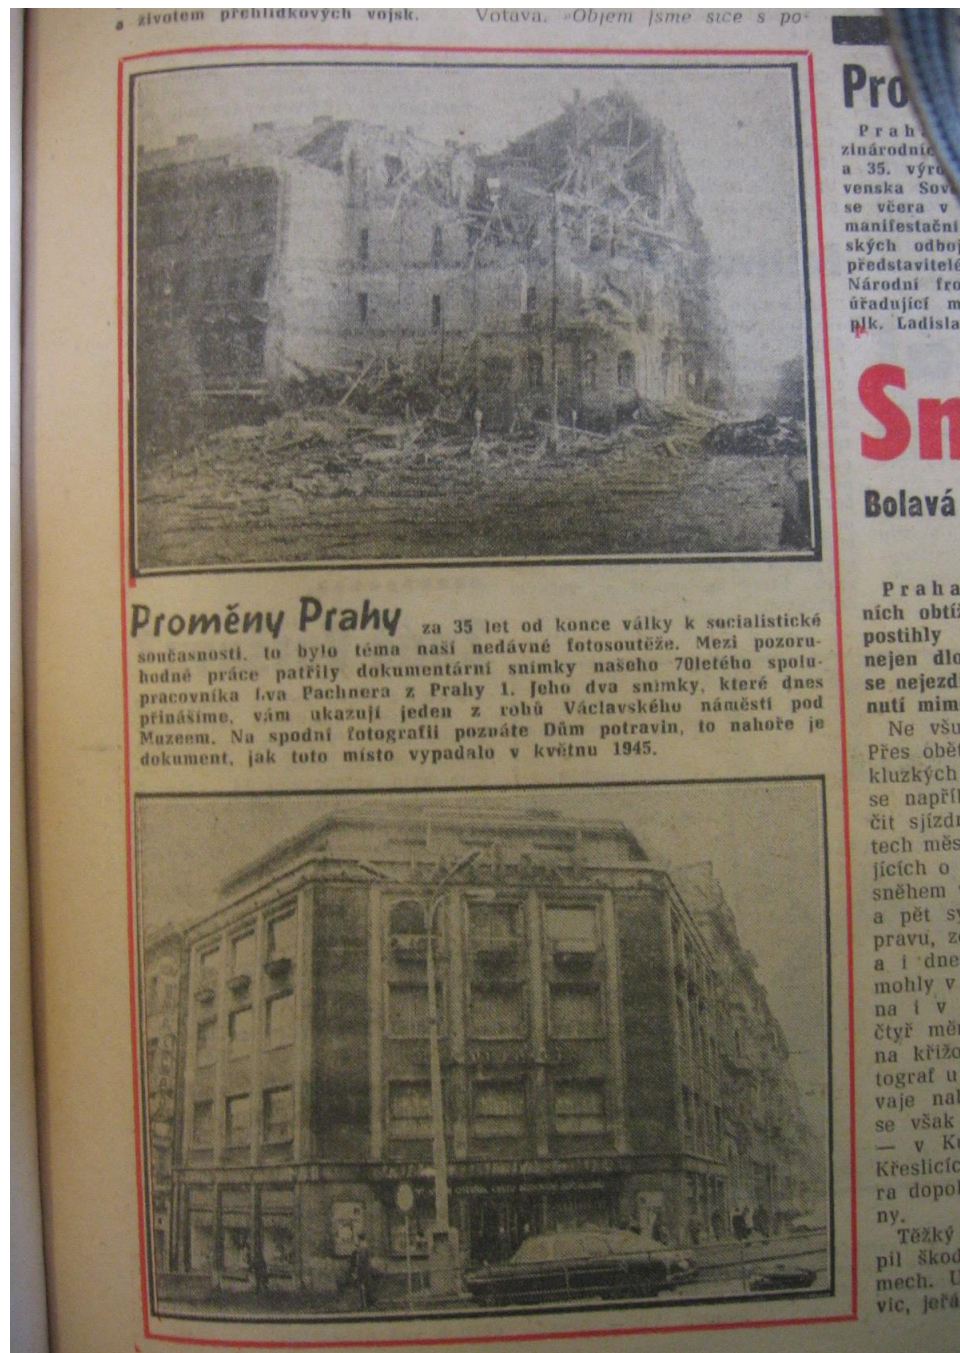 životem přehlídkových vojsk.
Votava. »Objem jsme sice s po-
Proměny Prahy za 35 let od konce války k socialistické
současnosti, to bylo téma naší nedávné fotosoutěže. Mezi pozoru-
hodné práce patřily dokumentární snímky našeho 70letého spolu-
pracovníka Lva Pachnera z Prahy 1. Jeho dva snímky, které dnes
přinášíme, vám ukazují jeden z rohů Václavského náměstí pod
Muzeem. Na spodní fotografii poznáte Dům potravin, to nahoře je
dokument, jak toto místo vypadalo v květnu 1945.
Pro
Prah
zinárodníc
a 35. výro
venska Sov
se včera v
manifestační
ských odboj
představitelé
Národní fro
úřadující m
plk. Ladisla
Sn
Bolavá
Praha
ních obtíž
postihly
nejen dlo
se nejezd
nutí mim
Ne všu
Přes obět
kluzkých
se napříl
čit sjízdn
tech měs
jících o
sněhem
a pět sy
pravu, ze
a i dne
mohly v
na i v
čtyř měr
na křižo
tograf u
vaje nal
se však
— v Ku
Křeslicíc
ra dopol
ny.
Těžký
pil škod
mech. U
vic, jeřá